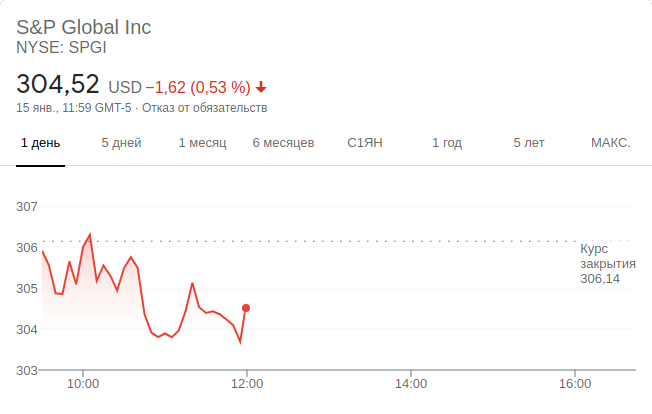 S&P Global Inc
NYSE: SPGI
304,52 USD −1,62 (0,53 %)
15 янв., 11:59 GMT-5 · Отказ от обязательств
1 день 5 дней 1 месяц 6 месяцев С1ЯН 1 год 5 лет МАКС.
307
306
305
304
303
Курс
закрытия
306,14
10:00 12:00 14:00 16:00